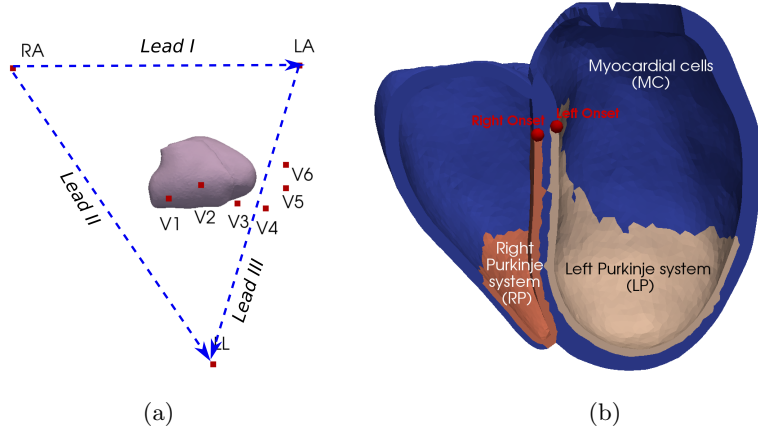 RA
Lead I
LA
Lead II
V1
V2
V3
V4
V5
V6
Lead III
LL
(a)
Myocardial cells
(MC)
Right Onset
Left Onset
Right
Purkinje
system
(RP)
Left Purkinje system
(LP)
(b)